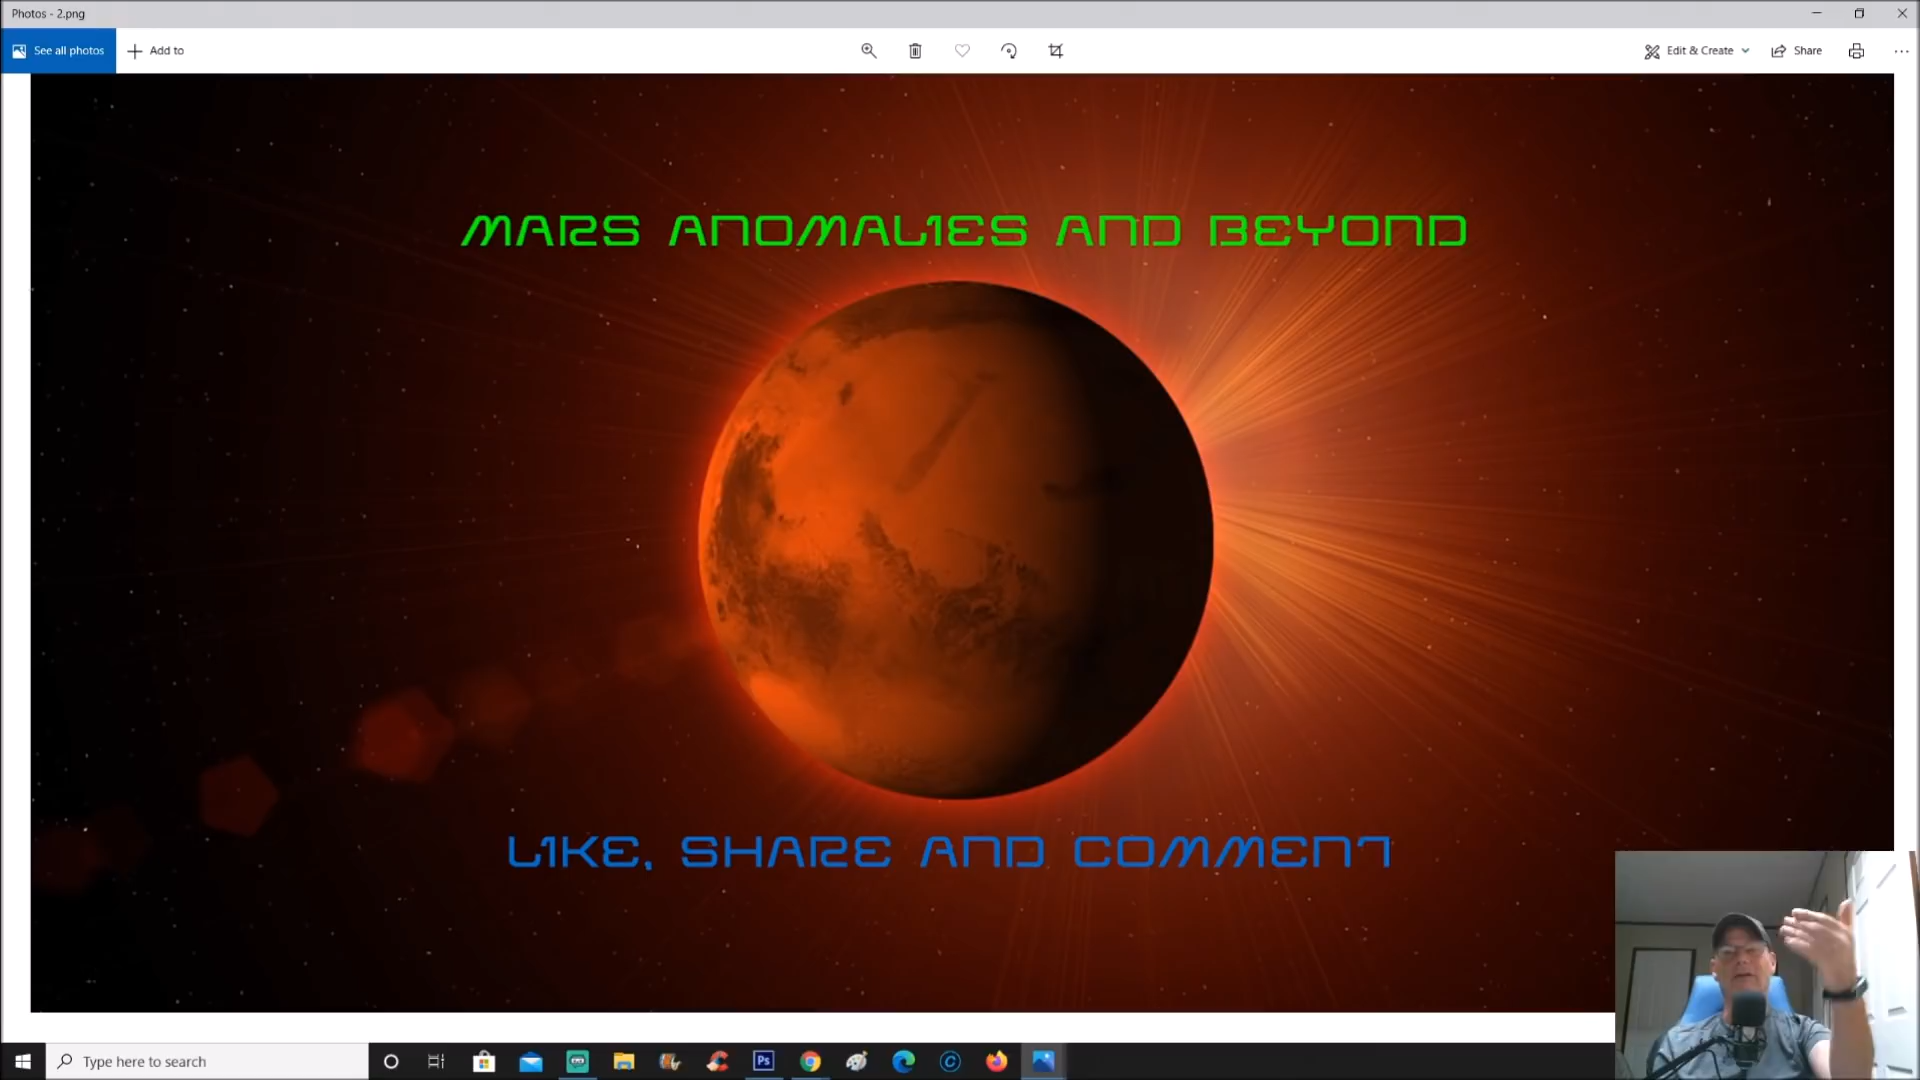 Photos - 2.png
See all photos
Add to
Edit & Create
Share
MARS ANOMALIES AND BEYOND
LIKE, SHARE AND COMMENT
Type here to search
Ps